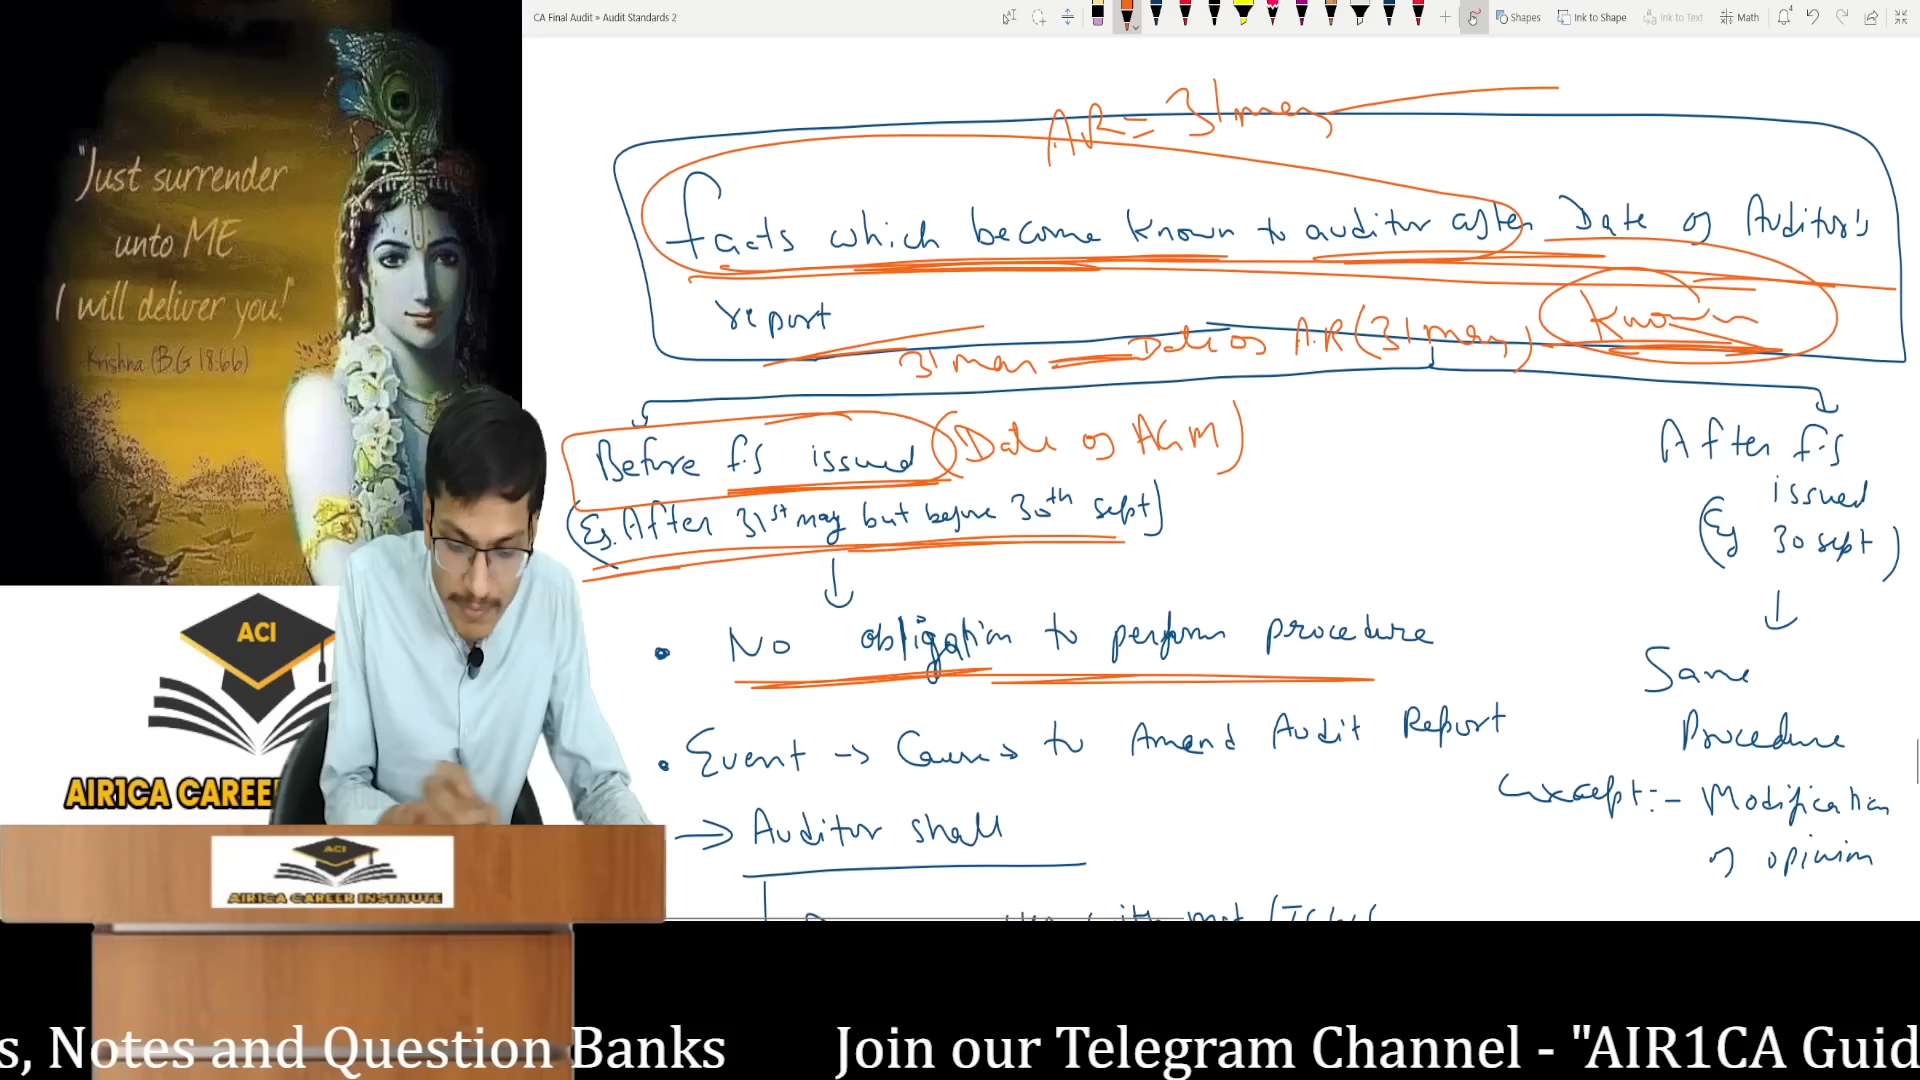 CA Final Audit » Audit Standards 2
Shapes
Ink to Shape
Ink to Text
Math
"Just surrender
unto ME
I will deliver you!"
Krishna (B.G 18.66)
AR = 31 may
facts which become known to auditor after Date of Auditor's
report
31 mar
Date of A.R (31 may)
Known
Before f.s issued (Date of AGM)
(Eg. After 31st may but before 30th sept)
After f.s
issued
(Eg 30 sept)
• No obligation to perform procedure
• Event → Causes to Amend Audit Report
→ Auditor shall
Same
Procedure
except:- Modification
of opinion
ACI
AIR1CA CAREE
ACI
AIR1CA CAREER INSTITUTE
s, Notes and Question Banks
Join our Telegram Channel - "AIR1CA Guid